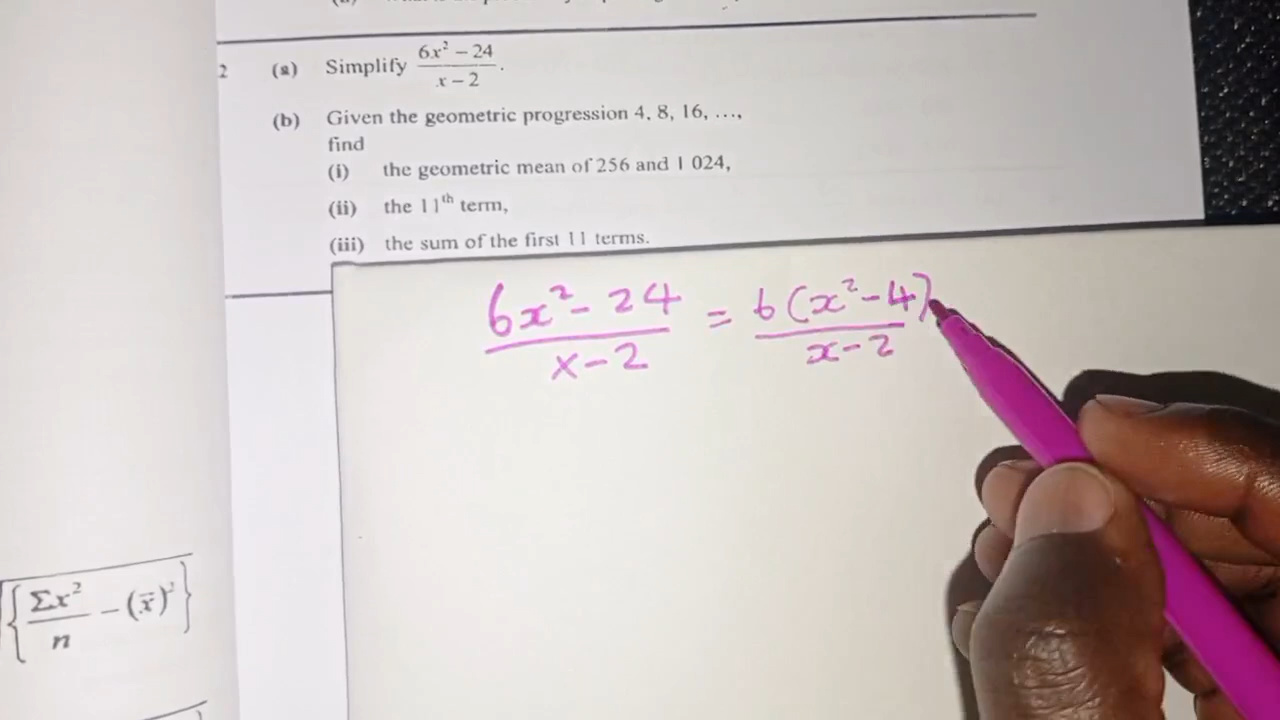 2 (a) Simplify 6x² − 24 / x − 2 .
(b) Given the geometric progression 4, 8, 16, ...,
find
(i) the geometric mean of 256 and 1 024,
(ii) the 11th term,
(iii) the sum of the first 11 terms.
6x² − 24 / x − 2 = 6(x² − 4) / x − 2
{ Σx² / n − (x̄)² }